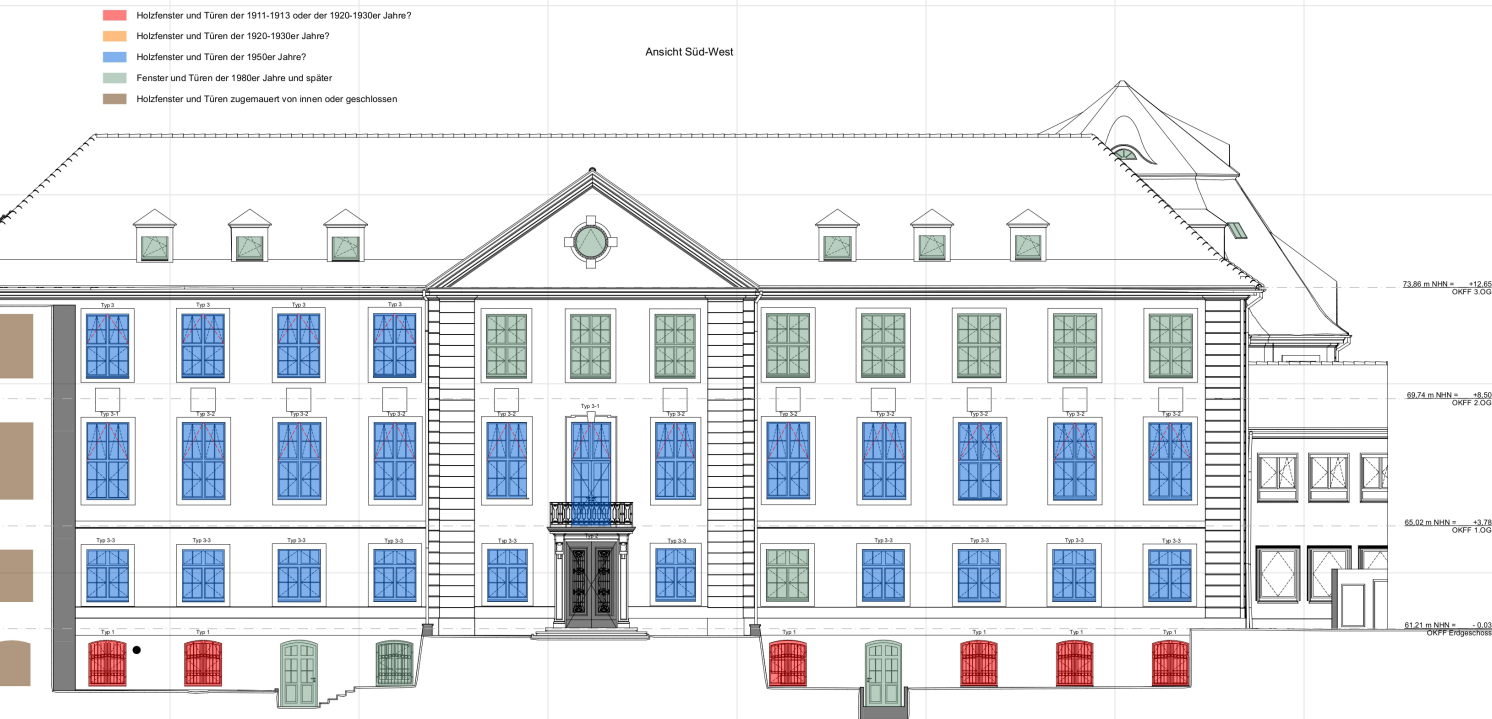 Holzfenster und Türen der 1911-1913 oder der 1920-1930er Jahre?
Holzfenster und Türen der 1920-1930er Jahre?
Holzfenster und Türen der 1950er Jahre?
Fenster und Türen der 1980er Jahre und später
Holzfenster und Türen zugemauert von innen oder geschlossen
Ansicht Süd-West
73,86 m NHN = +12,65
OKFF 3.OG
Typ 3 Typ 3 Typ 3 Typ 3
69,74 m NHN = +8,50
OKFF 2.OG
Typ 3-1
Typ 3-1 Typ 3-2 Typ 3-2 Typ 3-2 Typ 3-2 Typ 3-2 Typ 3-2 Typ 3-2 Typ 3-2 Typ 3-2 Typ 3-2
65,02 m NHN = +3,78
OKFF 1.OG
Typ 2
Typ 3-3 Typ 3-3 Typ 3-3 Typ 3-3 Typ 3-3 Typ 3-3 Typ 3-3 Typ 3-3 Typ 3-3 Typ 3-3
61,21 m NHN = - 0,03
OKFF Erdgeschoss
Typ 1 Typ 1 Typ 1 Typ 1 Typ 1 Typ 1